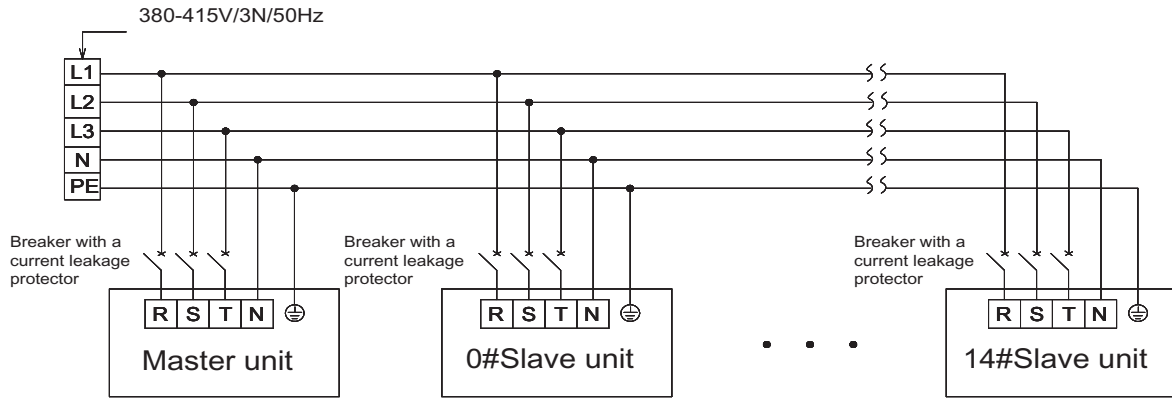 380-415V/3N/50Hz
L1
L2
L3
N
PE
Breaker with a
current leakage
protector
Breaker with a
current leakage
protector
Breaker with a
current leakage
protector
R S T N
R S T N
R S T N
Master unit
0#Slave unit
14#Slave unit